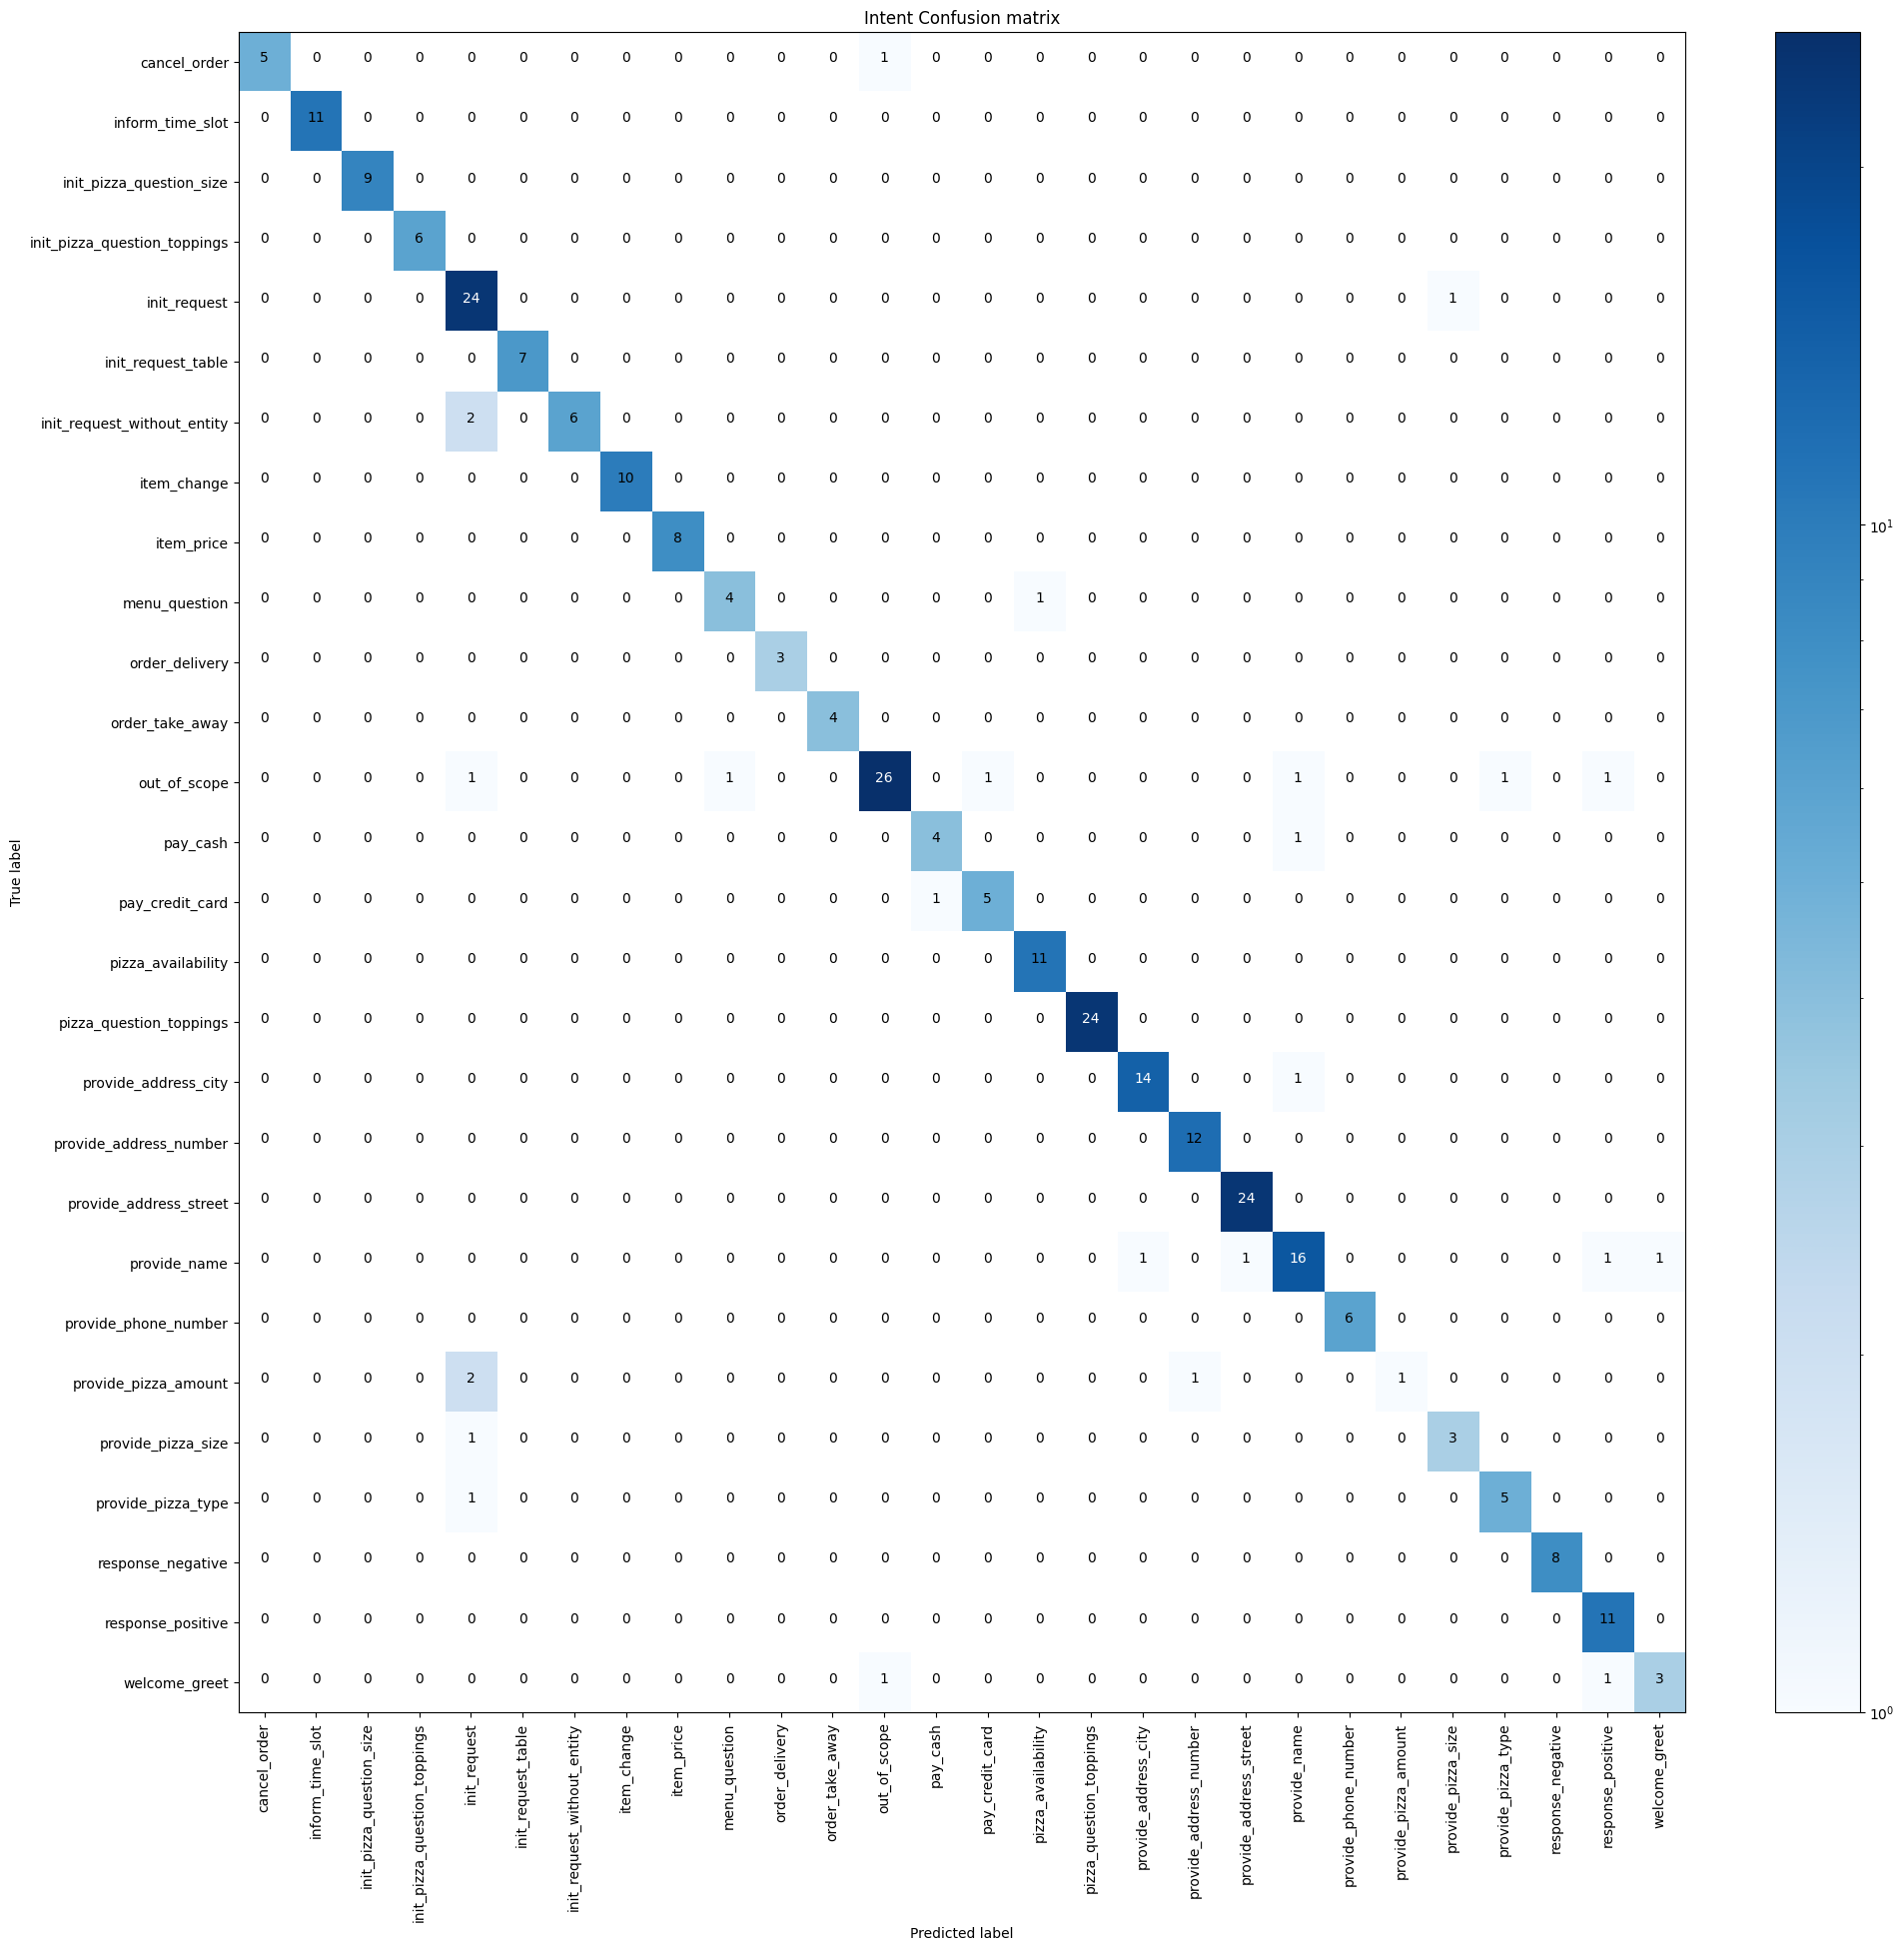 Intent Confusion matrix
cancel_order 5 0 0 0 0 0 0 0 0 0 0 0 1 0 0 0 0 0 0 0 0 0 0 0 0 0 0 0
inform_time_slot 0 11 0 0 0 0 0 0 0 0 0 0 0 0 0 0 0 0 0 0 0 0 0 0 0 0 0 0
init_pizza_question_size 0 0 9 0 0 0 0 0 0 0 0 0 0 0 0 0 0 0 0 0 0 0 0 0 0 0 0 0
init_pizza_question_toppings 0 0 0 6 0 0 0 0 0 0 0 0 0 0 0 0 0 0 0 0 0 0 0 0 0 0 0 0
init_request 0 0 0 0 24 0 0 0 0 0 0 0 0 0 0 0 0 0 0 0 0 0 0 1 0 0 0 0
init_request_table 0 0 0 0 0 7 0 0 0 0 0 0 0 0 0 0 0 0 0 0 0 0 0 0 0 0 0 0
init_request_without_entity 0 0 0 0 2 0 6 0 0 0 0 0 0 0 0 0 0 0 0 0 0 0 0 0 0 0 0 0
item_change 0 0 0 0 0 0 0 10 0 0 0 0 0 0 0 0 0 0 0 0 0 0 0 0 0 0 0 0
item_price 0 0 0 0 0 0 0 0 8 0 0 0 0 0 0 0 0 0 0 0 0 0 0 0 0 0 0 0
menu_question 0 0 0 0 0 0 0 0 0 4 0 0 0 0 0 1 0 0 0 0 0 0 0 0 0 0 0 0
order_delivery 0 0 0 0 0 0 0 0 0 0 3 0 0 0 0 0 0 0 0 0 0 0 0 0 0 0 0 0
order_take_away 0 0 0 0 0 0 0 0 0 0 0 4 0 0 0 0 0 0 0 0 0 0 0 0 0 0 0 0
out_of_scope 0 0 0 0 1 0 0 0 0 1 0 0 26 0 1 0 0 0 0 0 1 0 0 0 1 0 1 0
pay_cash 0 0 0 0 0 0 0 0 0 0 0 0 0 4 0 0 0 0 0 0 1 0 0 0 0 0 0 0
pay_credit_card 0 0 0 0 0 0 0 0 0 0 0 0 0 1 5 0 0 0 0 0 0 0 0 0 0 0 0 0
pizza_availability 0 0 0 0 0 0 0 0 0 0 0 0 0 0 0 11 0 0 0 0 0 0 0 0 0 0 0 0
pizza_question_toppings 0 0 0 0 0 0 0 0 0 0 0 0 0 0 0 0 24 0 0 0 0 0 0 0 0 0 0 0
provide_address_city 0 0 0 0 0 0 0 0 0 0 0 0 0 0 0 0 0 14 0 0 1 0 0 0 0 0 0 0
provide_address_number 0 0 0 0 0 0 0 0 0 0 0 0 0 0 0 0 0 0 12 0 0 0 0 0 0 0 0 0
provide_address_street 0 0 0 0 0 0 0 0 0 0 0 0 0 0 0 0 0 0 0 24 0 0 0 0 0 0 0 0
provide_name 0 0 0 0 0 0 0 0 0 0 0 0 0 0 0 0 0 1 0 1 16 0 0 0 0 0 1 1
provide_phone_number 0 0 0 0 0 0 0 0 0 0 0 0 0 0 0 0 0 0 0 0 0 6 0 0 0 0 0 0
provide_pizza_amount 0 0 0 0 2 0 0 0 0 0 0 0 0 0 0 0 0 0 1 0 0 0 1 0 0 0 0 0
provide_pizza_size 0 0 0 0 1 0 0 0 0 0 0 0 0 0 0 0 0 0 0 0 0 0 0 3 0 0 0 0
provide_pizza_type 0 0 0 0 1 0 0 0 0 0 0 0 0 0 0 0 0 0 0 0 0 0 0 0 5 0 0 0
response_negative 0 0 0 0 0 0 0 0 0 0 0 0 0 0 0 0 0 0 0 0 0 0 0 0 0 8 0 0
response_positive 0 0 0 0 0 0 0 0 0 0 0 0 0 0 0 0 0 0 0 0 0 0 0 0 0 0 11 0
welcome_greet 0 0 0 0 0 0 0 0 0 0 0 0 1 0 0 0 0 0 0 0 0 0 0 0 0 0 1 3
True label
cancel_order
inform_time_slot
init_pizza_question_size
init_pizza_question_toppings
init_request
init_request_table
init_request_without_entity
item_change
item_price
menu_question
order_delivery
order_take_away
out_of_scope
pay_cash
pay_credit_card
pizza_availability
pizza_question_toppings
provide_address_city
provide_address_number
provide_address_street
provide_name
provide_phone_number
provide_pizza_amount
provide_pizza_size
provide_pizza_type
response_negative
response_positive
welcome_greet
Predicted label
10¹
10⁰